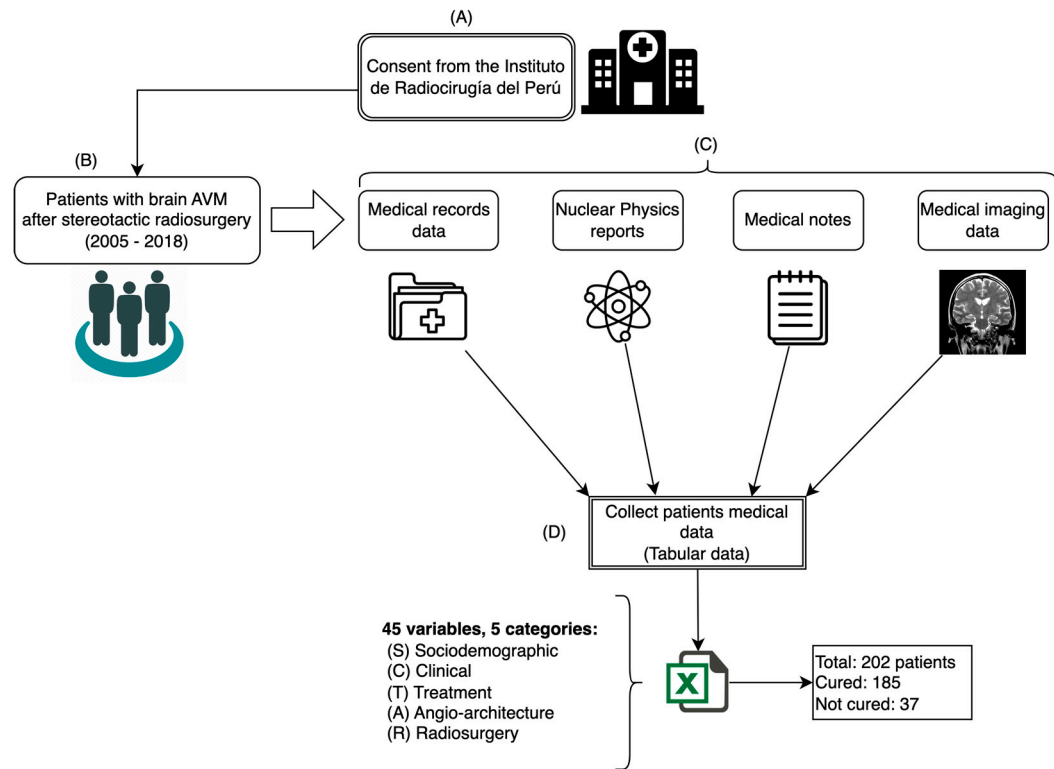 (A)
Consent from the Instituto
de Radiocirugía del Perú
(B)
Patients with brain AVM
after stereotactic radiosurgery
(2005 - 2018)
(C)
Medical records
data
Nuclear Physics
reports
Medical notes
Medical imaging
data
(D)
Collect patients medical
data
(Tabular data)
45 variables, 5 categories:
(S) Sociodemographic
(C) Clinical
(T) Treatment
(A) Angio-architecture
(R) Radiosurgery
X
Total: 202 patients
Cured: 185
Not cured: 37